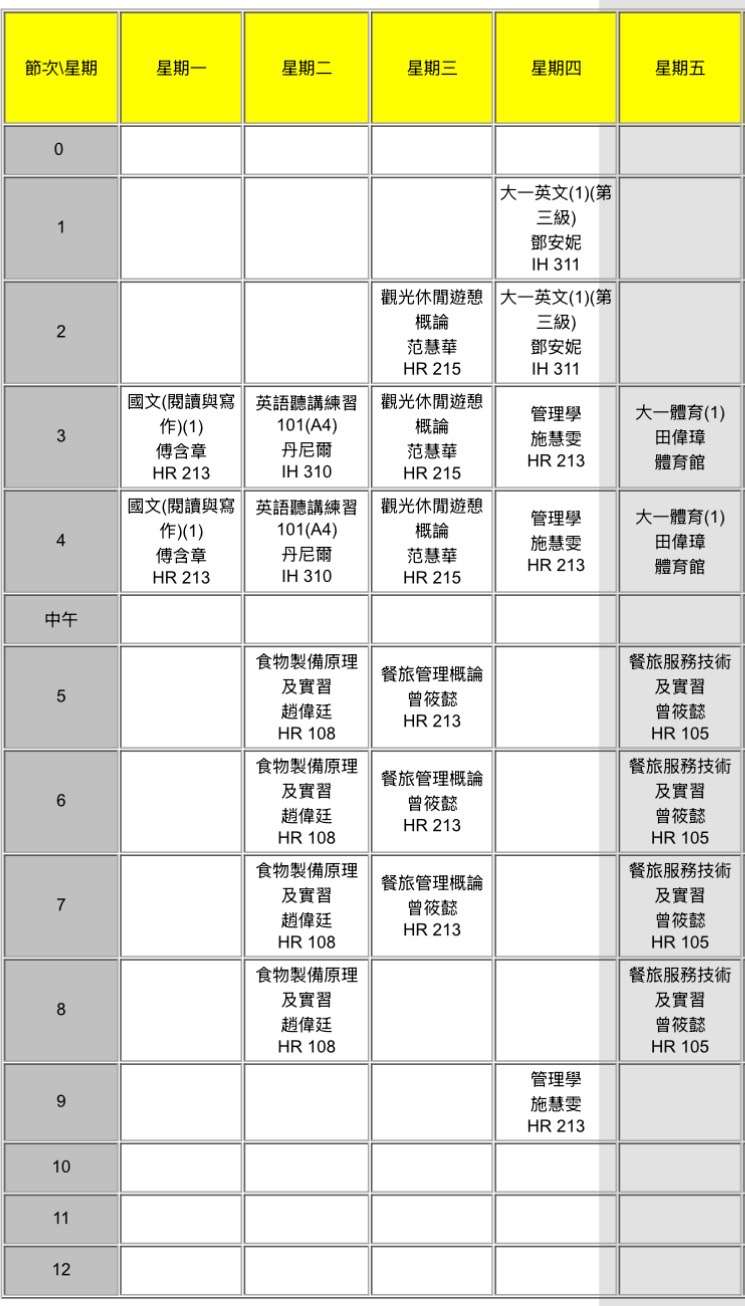 節次\星期 星期一 星期二 星期三 星期四 星期五
0
1
大一英文(1)(第
三級)
鄧安妮
IH 311
2
觀光休閒遊憩
概論
范慧華
HR 215
大一英文(1)(第
三級)
鄧安妮
IH 311
3
國文(閱讀與寫
作)(1)
傅含章
HR 213
英語聽講練習
101(A4)
丹尼爾
IH 310
觀光休閒遊憩
概論
范慧華
HR 215
管理學
施慧雯
HR 213
大一體育(1)
田偉璋
體育館
4
國文(閱讀與寫
作)(1)
傅含章
HR 213
英語聽講練習
101(A4)
丹尼爾
IH 310
觀光休閒遊憩
概論
范慧華
HR 215
管理學
施慧雯
HR 213
大一體育(1)
田偉璋
體育館
中午
5
食物製備原理
及實習
趙偉廷
HR 108
餐旅管理概論
曾筱懿
HR 213
餐旅服務技術
及實習
曾筱懿
HR 105
6
食物製備原理
及實習
趙偉廷
HR 108
餐旅管理概論
曾筱懿
HR 213
餐旅服務技術
及實習
曾筱懿
HR 105
7
食物製備原理
及實習
趙偉廷
HR 108
餐旅管理概論
曾筱懿
HR 213
餐旅服務技術
及實習
曾筱懿
HR 105
8
食物製備原理
及實習
趙偉廷
HR 108
餐旅服務技術
及實習
曾筱懿
HR 105
9
管理學
施慧雯
HR 213
10
11
12